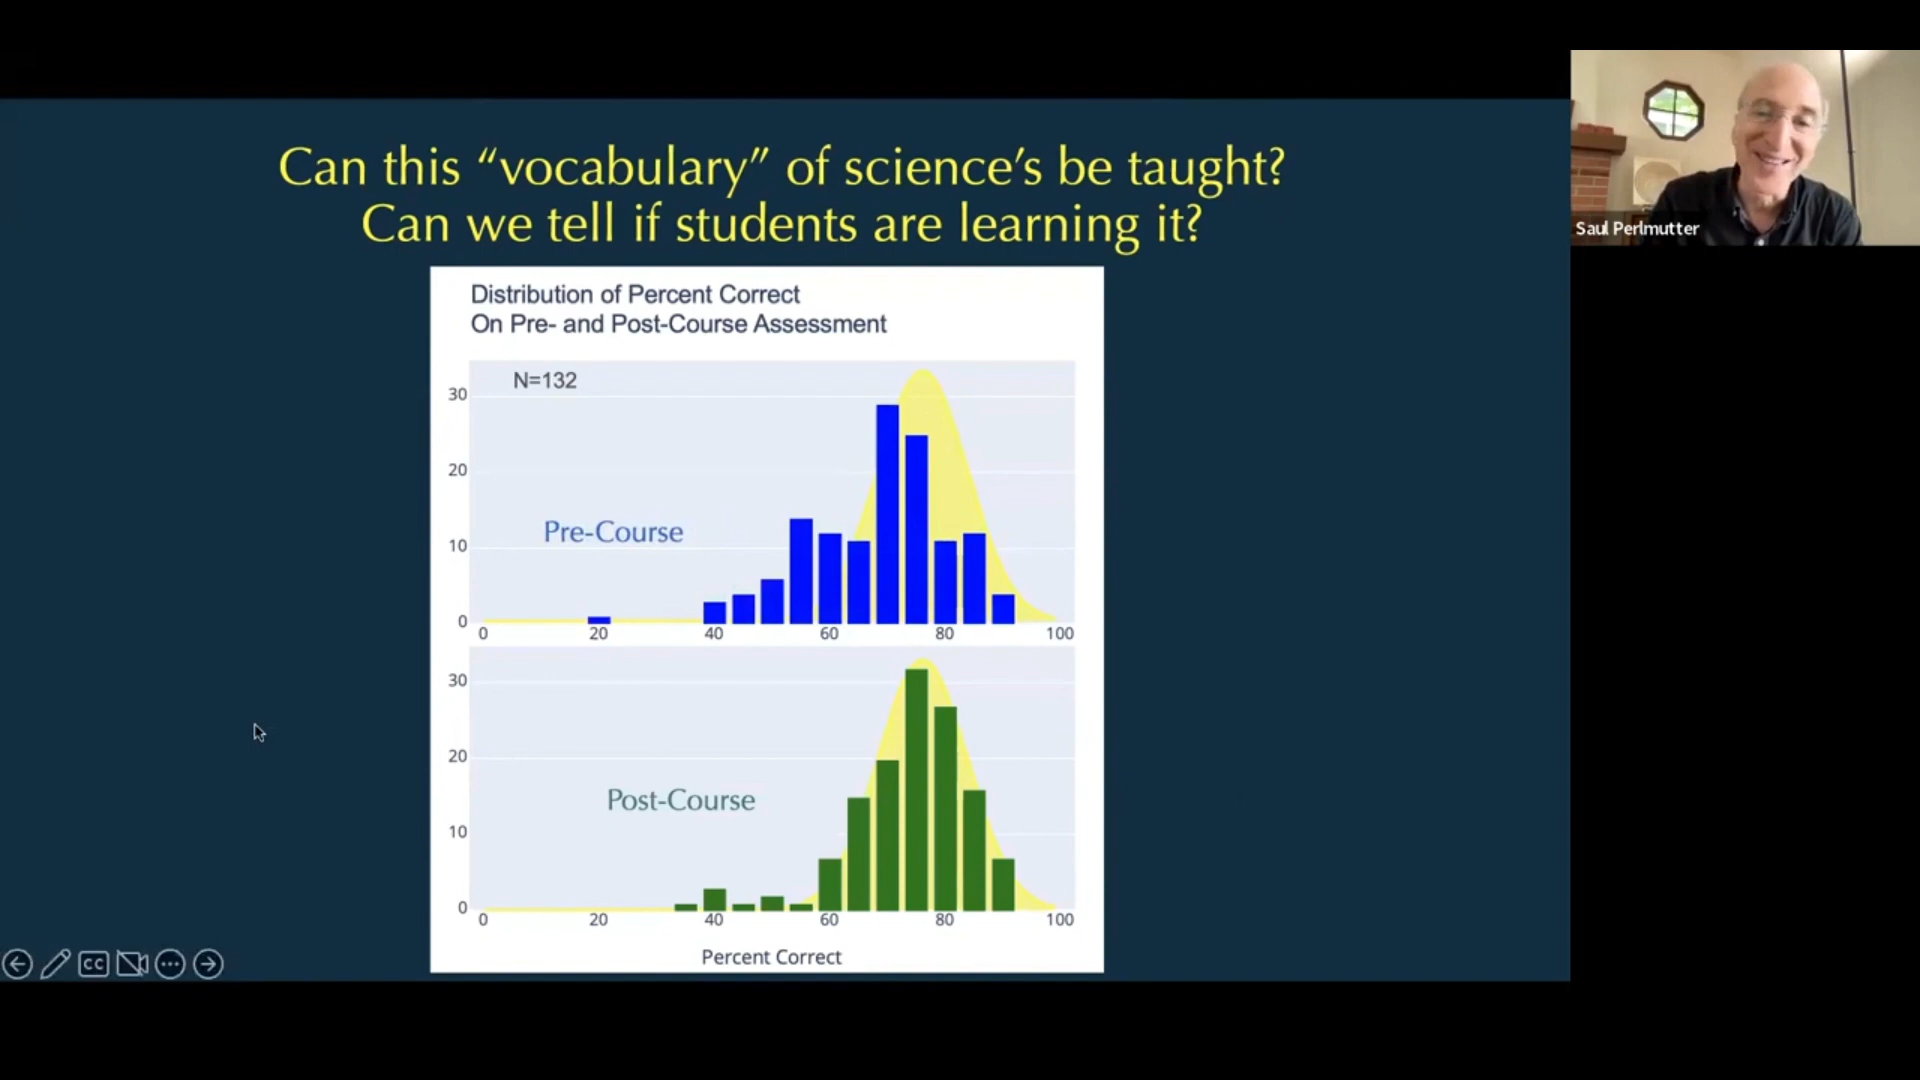 Can this “vocabulary” of science’s be taught?
Can we tell if students are learning it?
Saul Perlmutter
Distribution of Percent Correct
On Pre- and Post-Course Assessment
N=132
30
20
10
0
Pre-Course
0 20 40 60 80 100
30
20
10
0
Post-Course
0 20 40 60 80 100
Percent Correct
CC